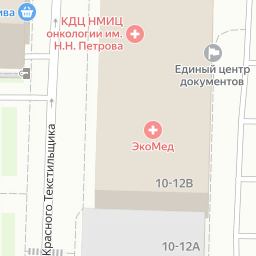 КДЦ НМИЦ
онкологии им.
Н.Н. Петрова
ива
Единый центр
документов
ЭкоМед
Красного Текстильщика
10-12В
10-12А